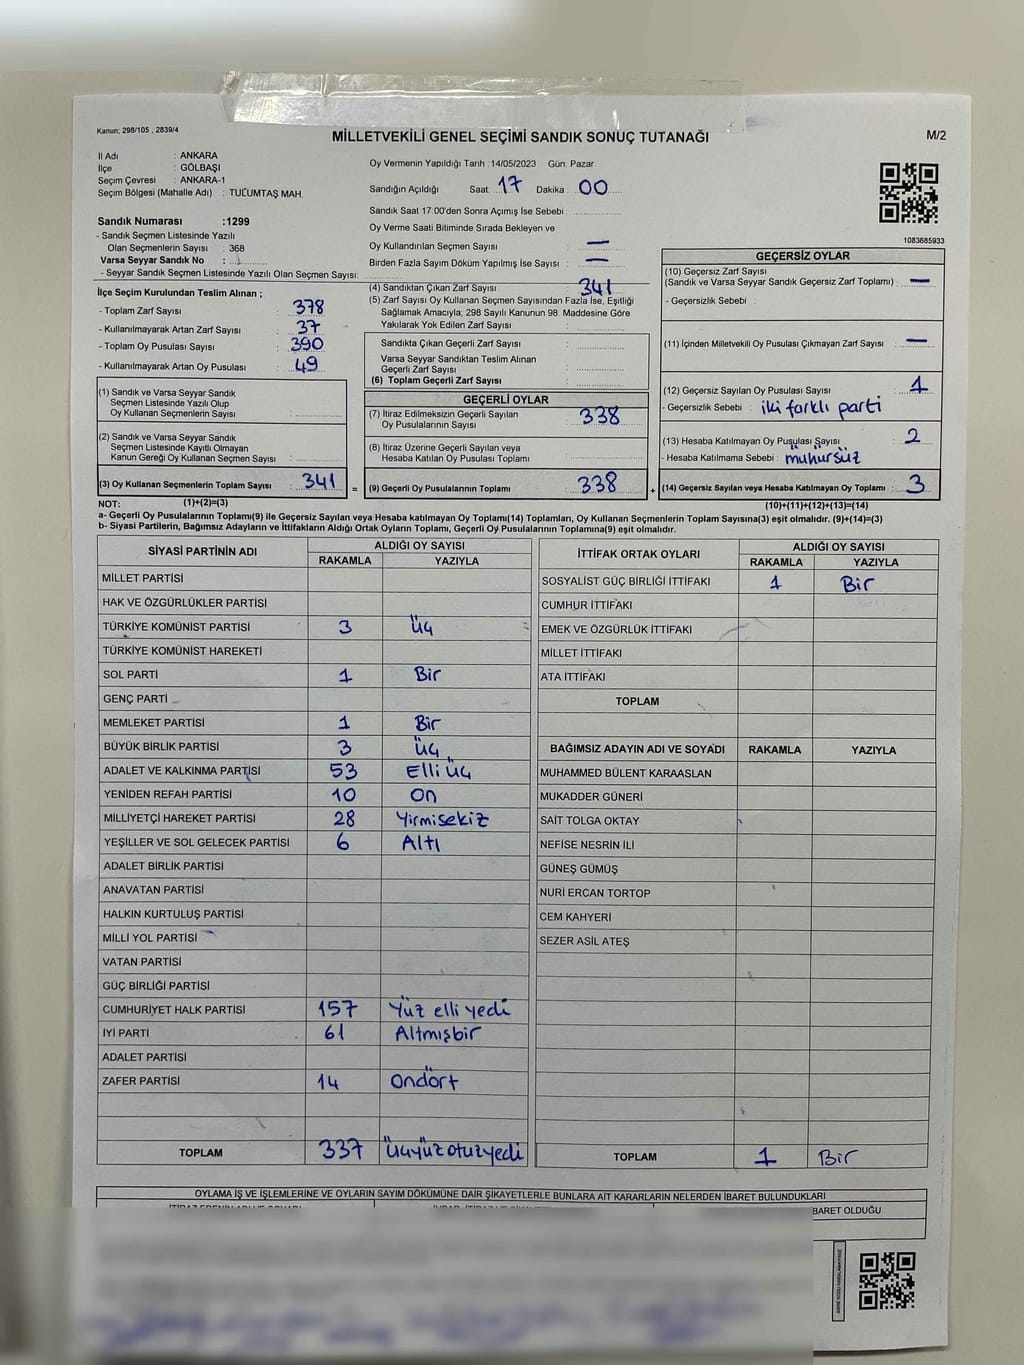 Kanun; 298/105 , 2839/4
MİLLETVEKİLİ GENEL SEÇİMİ SANDIK SONUÇ TUTANAĞI
M/2
İl Adı : ANKARA
İlçe : GÖLBAŞI
Seçim Çevresi : ANKARA-1
Seçim Bölgesi (Mahalle Adı) : TULUMTAŞ MAH.
Oy Vermenin Yapıldığı Tarih :14/05/2023 Gün: Pazar
Sandığın Açıldığı Saat 17 Dakika : 00
Sandık Saat 17:00'den Sonra Açımış İse Sebebi :
Oy Verme Saati Bitiminde Sırada Bekleyen ve
Oy Kullandırılan Seçmen Sayısı : —
Birden Fazla Sayım Döküm Yapılmış İse Sayısı : —
1083685933
Sandık Numarası :1299
- Sandık Seçmen Listesinde Yazılı
Olan Seçmenlerin Sayısı : 368
Varsa Seyyar Sandık No :
- Seyyar Sandık Seçmen Listesinde Yazılı Olan Seçmen Sayısı:
İlçe Seçim Kurulundan Teslim Alınan ;
- Toplam Zarf Sayısı : 378
- Kullanılmayarak Artan Zarf Sayısı : 37
- Toplam Oy Pusulası Sayısı : 390
- Kullanılmayarak Artan Oy Pusulası : 49
(4) Sandıktan Çıkan Zarf Sayısı : 341
(5) Zarf Sayısı Oy Kullanan Seçmen Sayısından Fazla İse, Eşitliği
Sağlamak Amacıyla; 298 Sayılı Kanunun 98. Maddesine Göre
Yakılarak Yok Edilen Zarf Sayısı :
Sandıkta Çıkan Geçerli Zarf Sayısı :
Varsa Seyyar Sandıktan Teslim Alınan
Geçerli Zarf Sayısı :
(6) Toplam Geçerli Zarf Sayısı :
GEÇERSİZ OYLAR
(10) Geçersiz Zarf Sayısı
(Sandık ve Varsa Seyyar Sandık Geçersiz Zarf Toplamı) : —
- Geçersizlik Sebebi :
(11) İçinden Milletvekili Oy Pusulası Çıkmayan Zarf Sayısı : —
(12) Geçersiz Sayılan Oy Pusulası Sayısı : 1
- Geçersizlik Sebebi : iki farklı parti
(13) Hesaba Katılmayan Oy Pusulası Sayısı : 2
- Hesaba Katılmama Sebebi : mühürsüz
(14) Geçersiz Sayılan veya Hesaba Katılmayan Oy Toplamı : 3
(1) Sandık ve Varsa Seyyar Sandık
Seçmen Listesinde Yazılı Olup
Oy Kullanan Seçmenlerin Sayısı :
(2) Sandık ve Varsa Seyyar Sandık
Seçmen Listesinde Kayıtlı Olmayan
Kanun Gereği Oy Kullanan Seçmen Sayısı :
(3) Oy Kullanan Seçmenlerin Toplam Sayısı : 341 =
GEÇERLİ OYLAR
(7) İtiraz Edilmeksizin Geçerli Sayılan
Oy Pusulalarının Sayısı : 338
(8) İtiraz Üzerine Geçerli Sayılan veya
Hesaba Katılan Oy Pusulası Toplamı :
(9) Geçerli Oy Pusulalarının Toplamı : 338 +
NOT: (1)+(2)=(3)
(10)+(11)+(12)+(13)=(14)
a- Geçerli Oy Pusulalarının Toplamı(9) ile Geçersiz Sayılan veya Hesaba Katılmayan Oy Toplamı(14) Toplamları, Oy Kullanan Seçmenlerin Toplam Sayısına(3) eşit olmalıdır. (9)+(14)=(3)
b- Siyasi Partilerin, Bağımsız Adayların ve İttifakların Aldığı Ortak Oyların Toplamı, Geçerli Oy Pusulalarının Toplamına(9) eşit olmalıdır.
SİYASİ PARTİNİN ADI ALDIĞI OY SAYISI
RAKAMLA YAZIYLA
MİLLET PARTİSİ
HAK VE ÖZGÜRLÜKLER PARTİSİ
TÜRKİYE KOMÜNİST PARTİSİ 3 Üç
TÜRKİYE KOMÜNİST HAREKETİ
SOL PARTİ 1 Bir
GENÇ PARTİ
MEMLEKET PARTİSİ 1 Bir
BÜYÜK BİRLİK PARTİSİ 3 üç
ADALET VE KALKINMA PARTİSİ 53 Elli üç
YENİDEN REFAH PARTİSİ 10 On
MİLLİYETÇİ HAREKET PARTİSİ 28 Yirmisekiz
YEŞİLLER VE SOL GELECEK PARTİSİ 6 Altı
ADALET BİRLİK PARTİSİ
ANAVATAN PARTİSİ
HALKIN KURTULUŞ PARTİSİ
MİLLİ YOL PARTİSİ
VATAN PARTİSİ
GÜÇ BİRLİĞİ PARTİSİ
CUMHURİYET HALK PARTİSİ 157 Yüz elli yedi
İYİ PARTİ 61 Altmışbir
ADALET PARTİSİ
ZAFER PARTİSİ 14 Ondört
TOPLAM 337 Üçyüzotuzyedi
İTTİFAK ORTAK OYLARI ALDIĞI OY SAYISI
RAKAMLA YAZIYLA
SOSYALİST GÜÇ BİRLİĞİ İTTİFAKI 1 Bir
CUMHUR İTTİFAKI
EMEK VE ÖZGÜRLÜK İTTİFAKI
MİLLET İTTİFAKI
ATA İTTİFAKI
TOPLAM
BAĞIMSIZ ADAYIN ADI VE SOYADI RAKAMLA YAZIYLA
MUHAMMED BÜLENT KARAASLAN
MUKADDER GÜNERİ
SAİT TOLGA OKTAY
NEFİSE NESRİN İLİ
GÜNEŞ GÜMÜŞ
NURİ ERCAN TORTOP
CEM KAHYERİ
SEZER ASİL ATEŞ
TOPLAM 1 Bir
OYLAMA İŞ VE İŞLEMLERİNE VE OYLARIN SAYIM DÖKÜMÜNE DAİR ŞİKAYETLERLE BUNLARA AİT KARARLARIN NELERDEN İBARET BULUNDUKLARI
BARET OLDUĞU